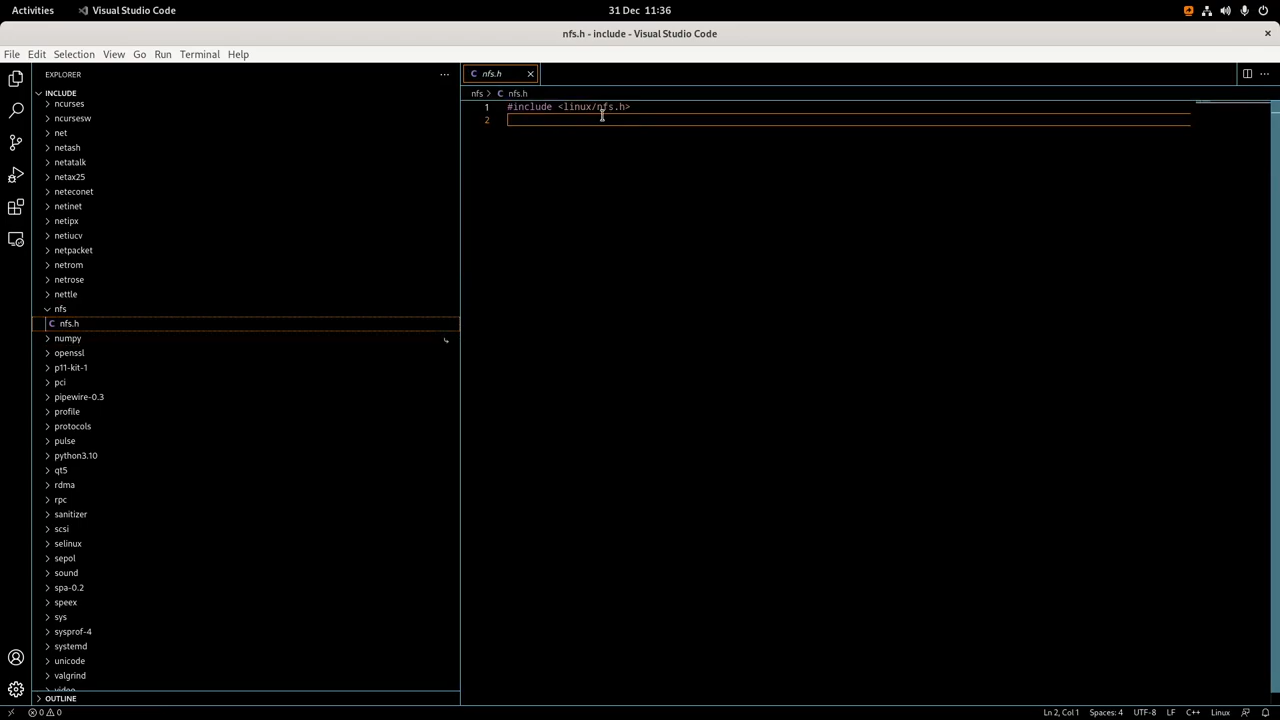 Activities
Visual Studio Code
31 Dec 11:36
nfs.h - include - Visual Studio Code
File Edit Selection View Go Run Terminal Help
EXPLORER
INCLUDE
ncurses
ncursesw
net
netash
netatalk
netax25
neteconet
netinet
netipx
netiucv
netpacket
netrom
netrose
nettle
nfs
C nfs.h
numpy
openssl
p11-kit-1
pci
pipewire-0.3
profile
protocols
pulse
python3.10
qt5
rdma
rpc
sanitizer
scsi
selinux
sepol
sound
spa-0.2
speex
sys
sysprof-4
systemd
unicode
valgrind
video
OUTLINE
C nfs.h
nfs > C nfs.h
1 #include <linux/nfs.h>
2
0 0
Ln 2, Col 1 Spaces: 4 UTF-8 LF C++ Linux